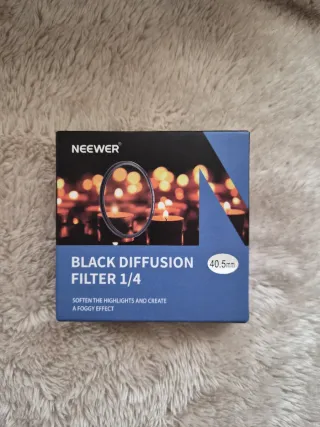 NEEWER®
BLACK DIFFUSION
FILTER 1/4
40.5mm
SOFTEN THE HIGHLIGHTS AND CREATE
A FOGGY EFFECT